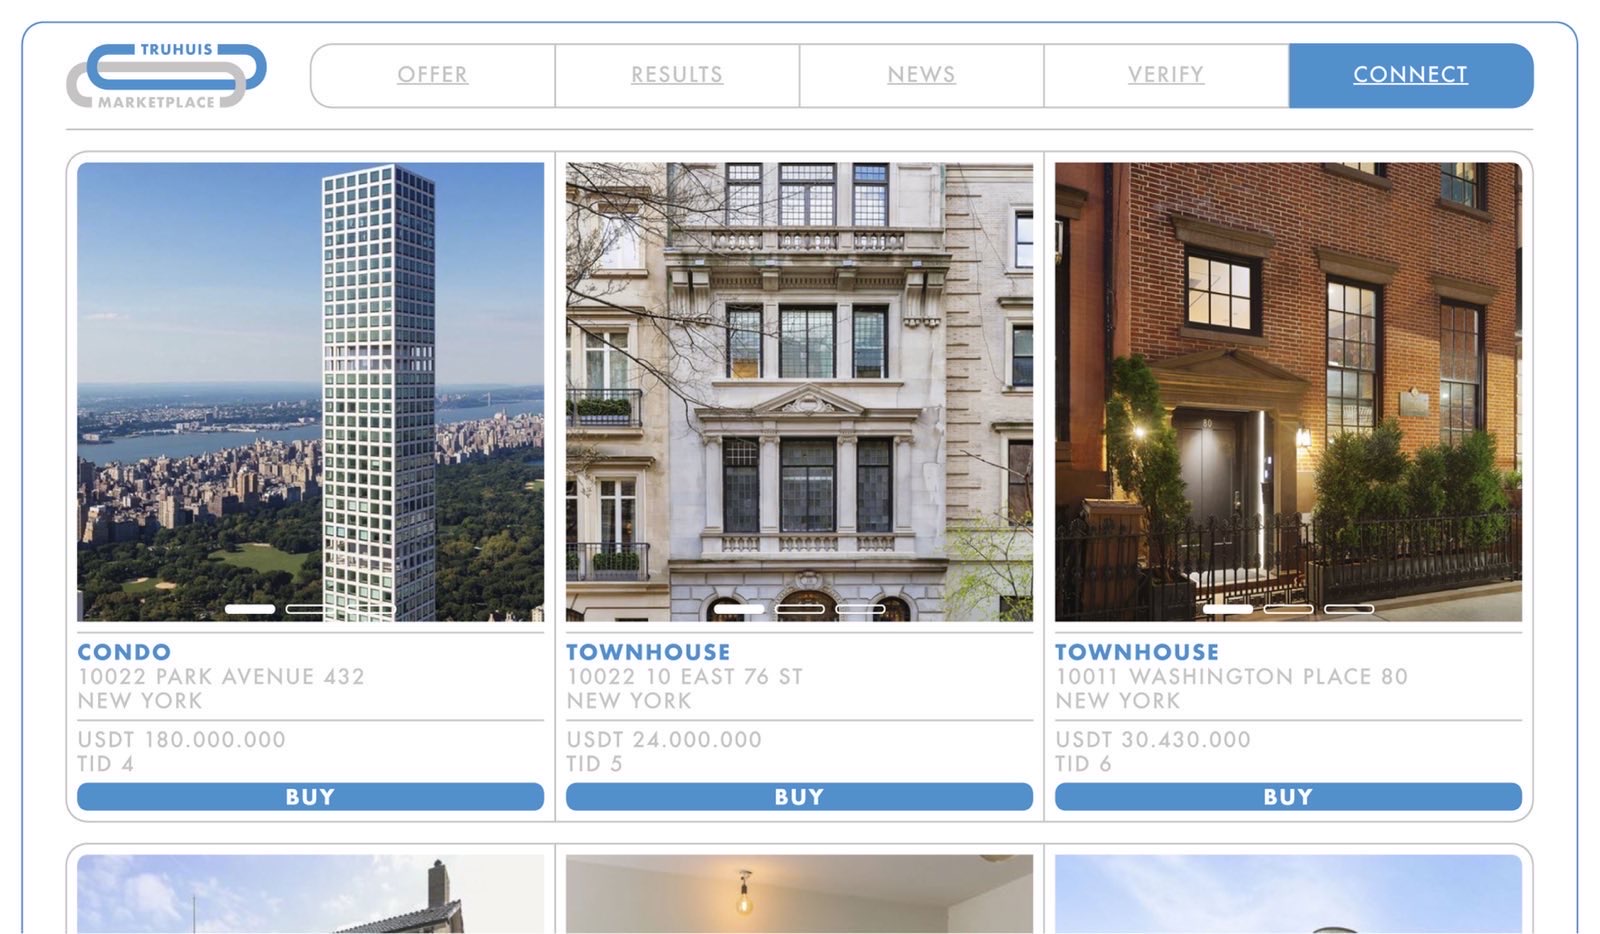 TRUHUIS
MARKETPLACE
OFFER
RESULTS
NEWS
VERIFY
CONNECT
80
CONDO
10022 PARK AVENUE 432
NEW YORK
USDT 180.000.000
TID 4
BUY
TOWNHOUSE
10022 10 EAST 76 ST
NEW YORK
USDT 24.000.000
TID 5
BUY
TOWNHOUSE
10011 WASHINGTON PLACE 80
NEW YORK
USDT 30.430.000
TID 6
BUY